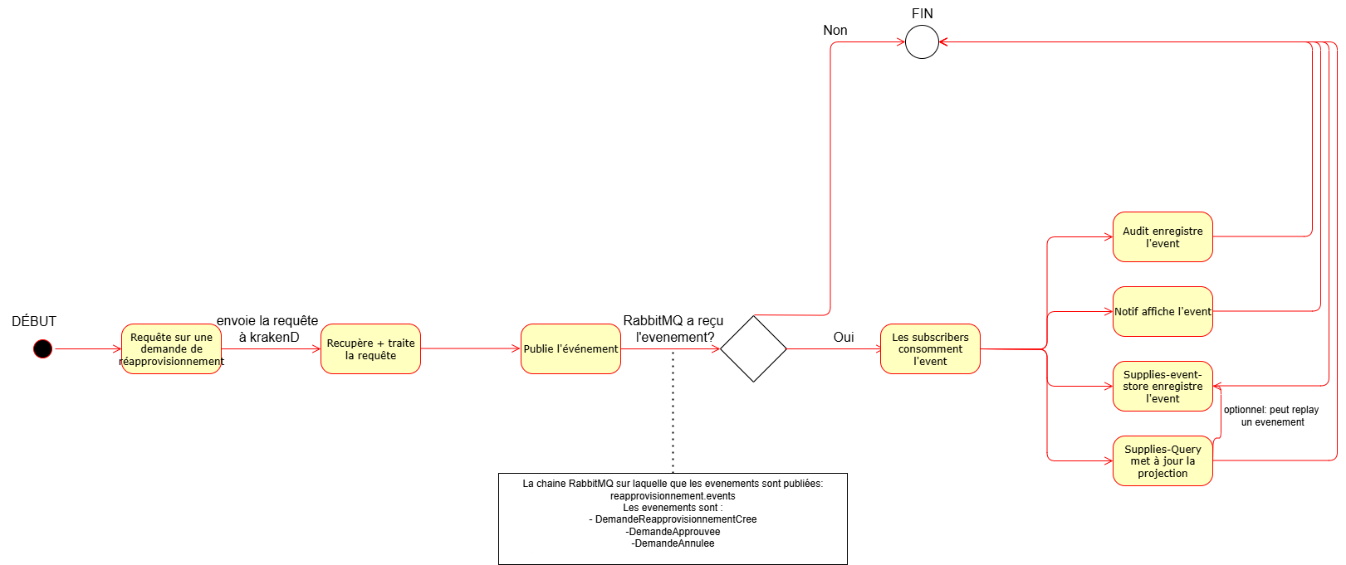 FIN
Non
DÉBUT
Requête sur une
demande de
réapprovisionnement
envoie la requête
à krakenD
Recupère + traite
la requête
Publie l'événement
RabbitMQ a reçu
l'evenement?
Oui
Les subscribers
consomment
l'event
Audit enregistre
l'event
Notif affiche l'event
Supplies-event-
store enregistre
l'event
optionnel: peut replay
un evenement
Supplies-Query
met à jour la
projection
La chaine RabbitMQ sur laquelle que les evenements sont publiées:
reapprovisionnement.events
Les evenements sont :
- DemandeReapprovisionnementCree
-DemandeApprouvee
-DemandeAnnulee